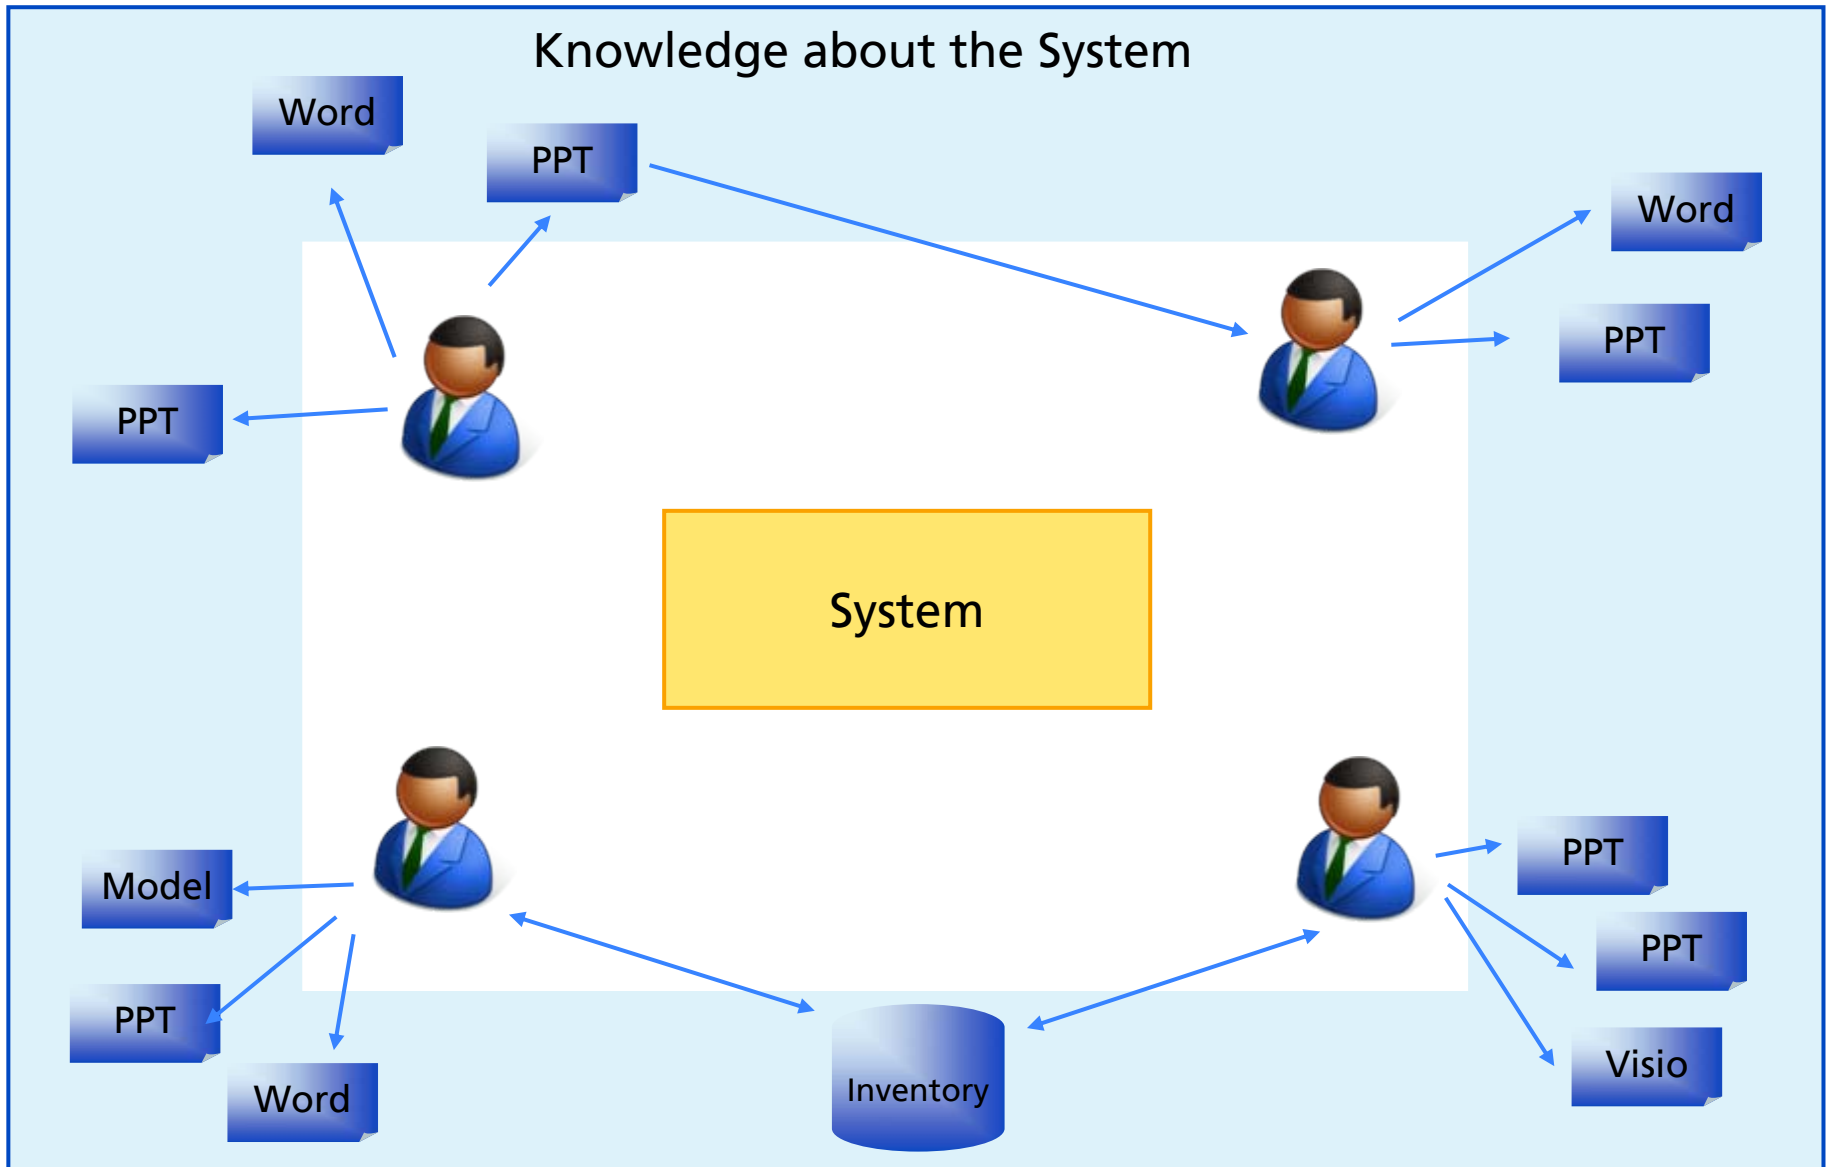 Knowledge about the System
Word
PPT
Word
PPT
PPT
System
Model
PPT
PPT
PPT
Visio
Word
Inventory